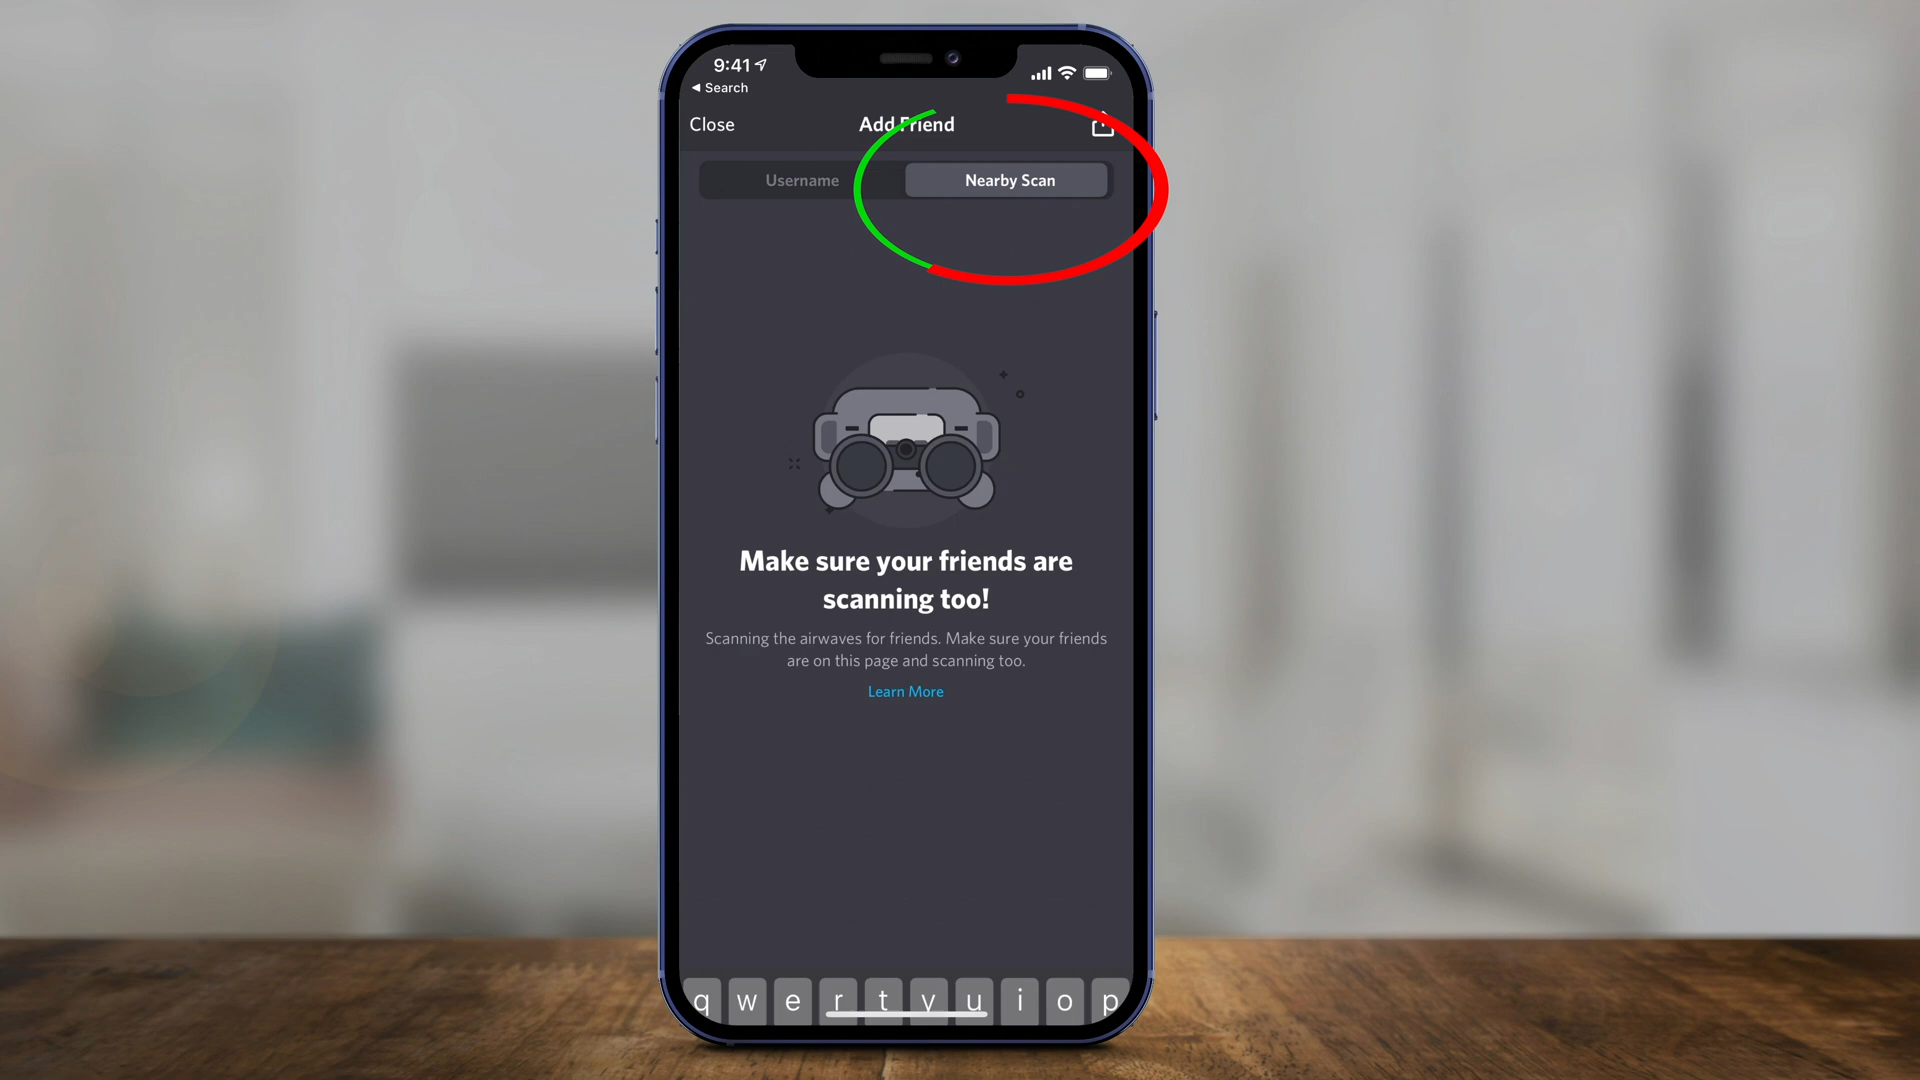 9:41
◀ Search
Close Add Friend
Username Nearby Scan
Make sure your friends are
scanning too!
Scanning the airwaves for friends. Make sure your friends
are on this page and scanning too.
Learn More
q w e r t y u i o p